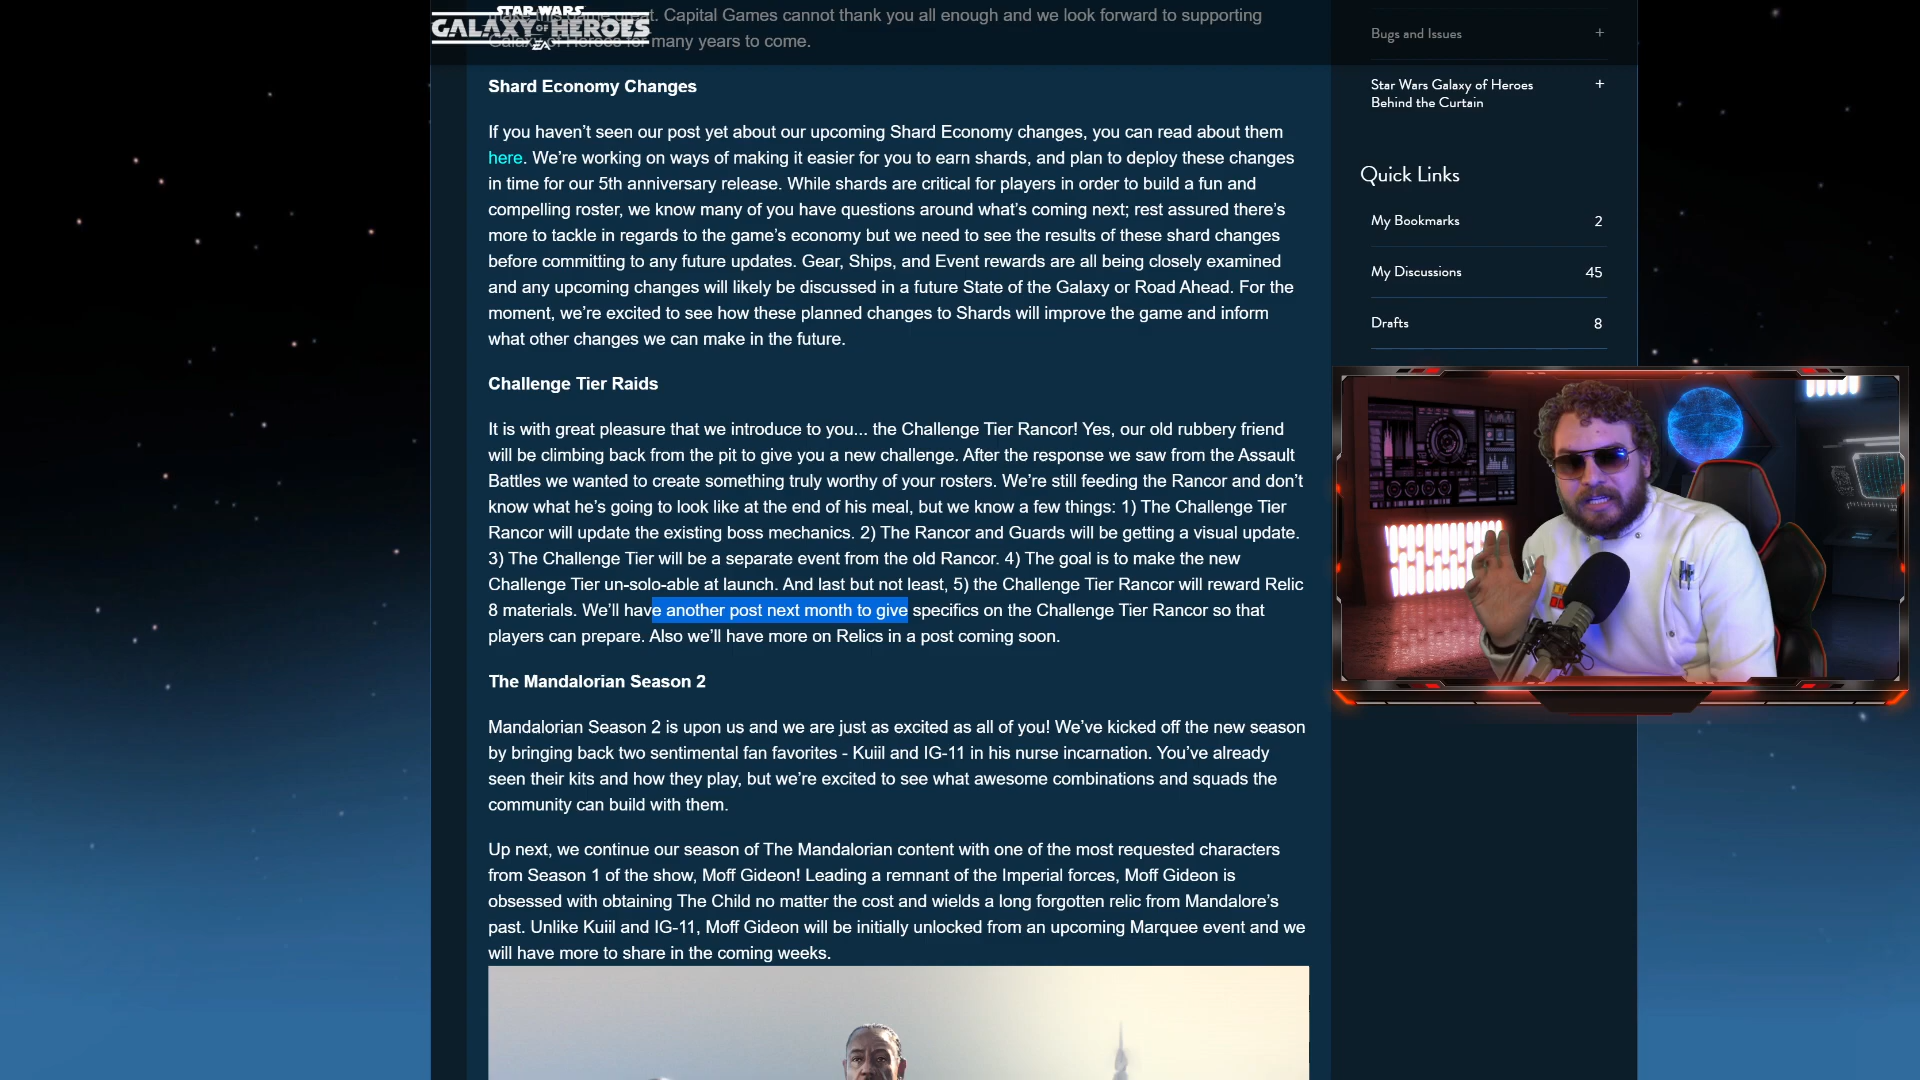 make this game great. Capital Games cannot thank you all enough and we look forward to supporting
Galaxy of Heroes for many years to come.
STAR WARS
GALAXY OF HEROES
EA
Shard Economy Changes
If you haven’t seen our post yet about our upcoming Shard Economy changes, you can read about them
here. We’re working on ways of making it easier for you to earn shards, and plan to deploy these changes
in time for our 5th anniversary release. While shards are critical for players in order to build a fun and
compelling roster, we know many of you have questions around what’s coming next; rest assured there’s
more to tackle in regards to the game’s economy but we need to see the results of these shard changes
before committing to any future updates. Gear, Ships, and Event rewards are all being closely examined
and any upcoming changes will likely be discussed in a future State of the Galaxy or Road Ahead. For the
moment, we’re excited to see how these planned changes to Shards will improve the game and inform
what other changes we can make in the future.
Challenge Tier Raids
It is with great pleasure that we introduce to you... the Challenge Tier Rancor! Yes, our old rubbery friend
will be climbing back from the pit to give you a new challenge. After the response we saw from the Assault
Battles we wanted to create something truly worthy of your rosters. We’re still feeding the Rancor and don’t
know what he’s going to look like at the end of his meal, but we know a few things: 1) The Challenge Tier
Rancor will update the existing boss mechanics. 2) The Rancor and Guards will be getting a visual update.
3) The Challenge Tier will be a separate event from the old Rancor. 4) The goal is to make the new
Challenge Tier un-solo-able at launch. And last but not least, 5) the Challenge Tier Rancor will reward Relic
8 materials. We’ll have another post next month to give specifics on the Challenge Tier Rancor so that
players can prepare. Also we’ll have more on Relics in a post coming soon.
The Mandalorian Season 2
Mandalorian Season 2 is upon us and we are just as excited as all of you! We’ve kicked off the new season
by bringing back two sentimental fan favorites - Kuiil and IG-11 in his nurse incarnation. You’ve already
seen their kits and how they play, but we’re excited to see what awesome combinations and squads the
community can build with them.
Up next, we continue our season of The Mandalorian content with one of the most requested characters
from Season 1 of the show, Moff Gideon! Leading a remnant of the Imperial forces, Moff Gideon is
obsessed with obtaining The Child no matter the cost and wields a long forgotten relic from Mandalore’s
past. Unlike Kuiil and IG-11, Moff Gideon will be initially unlocked from an upcoming Marquee event and we
will have more to share in the coming weeks.
Bugs and Issues +
Star Wars Galaxy of Heroes +
Behind the Curtain
Quick Links
My Bookmarks 2
My Discussions 45
Drafts 8